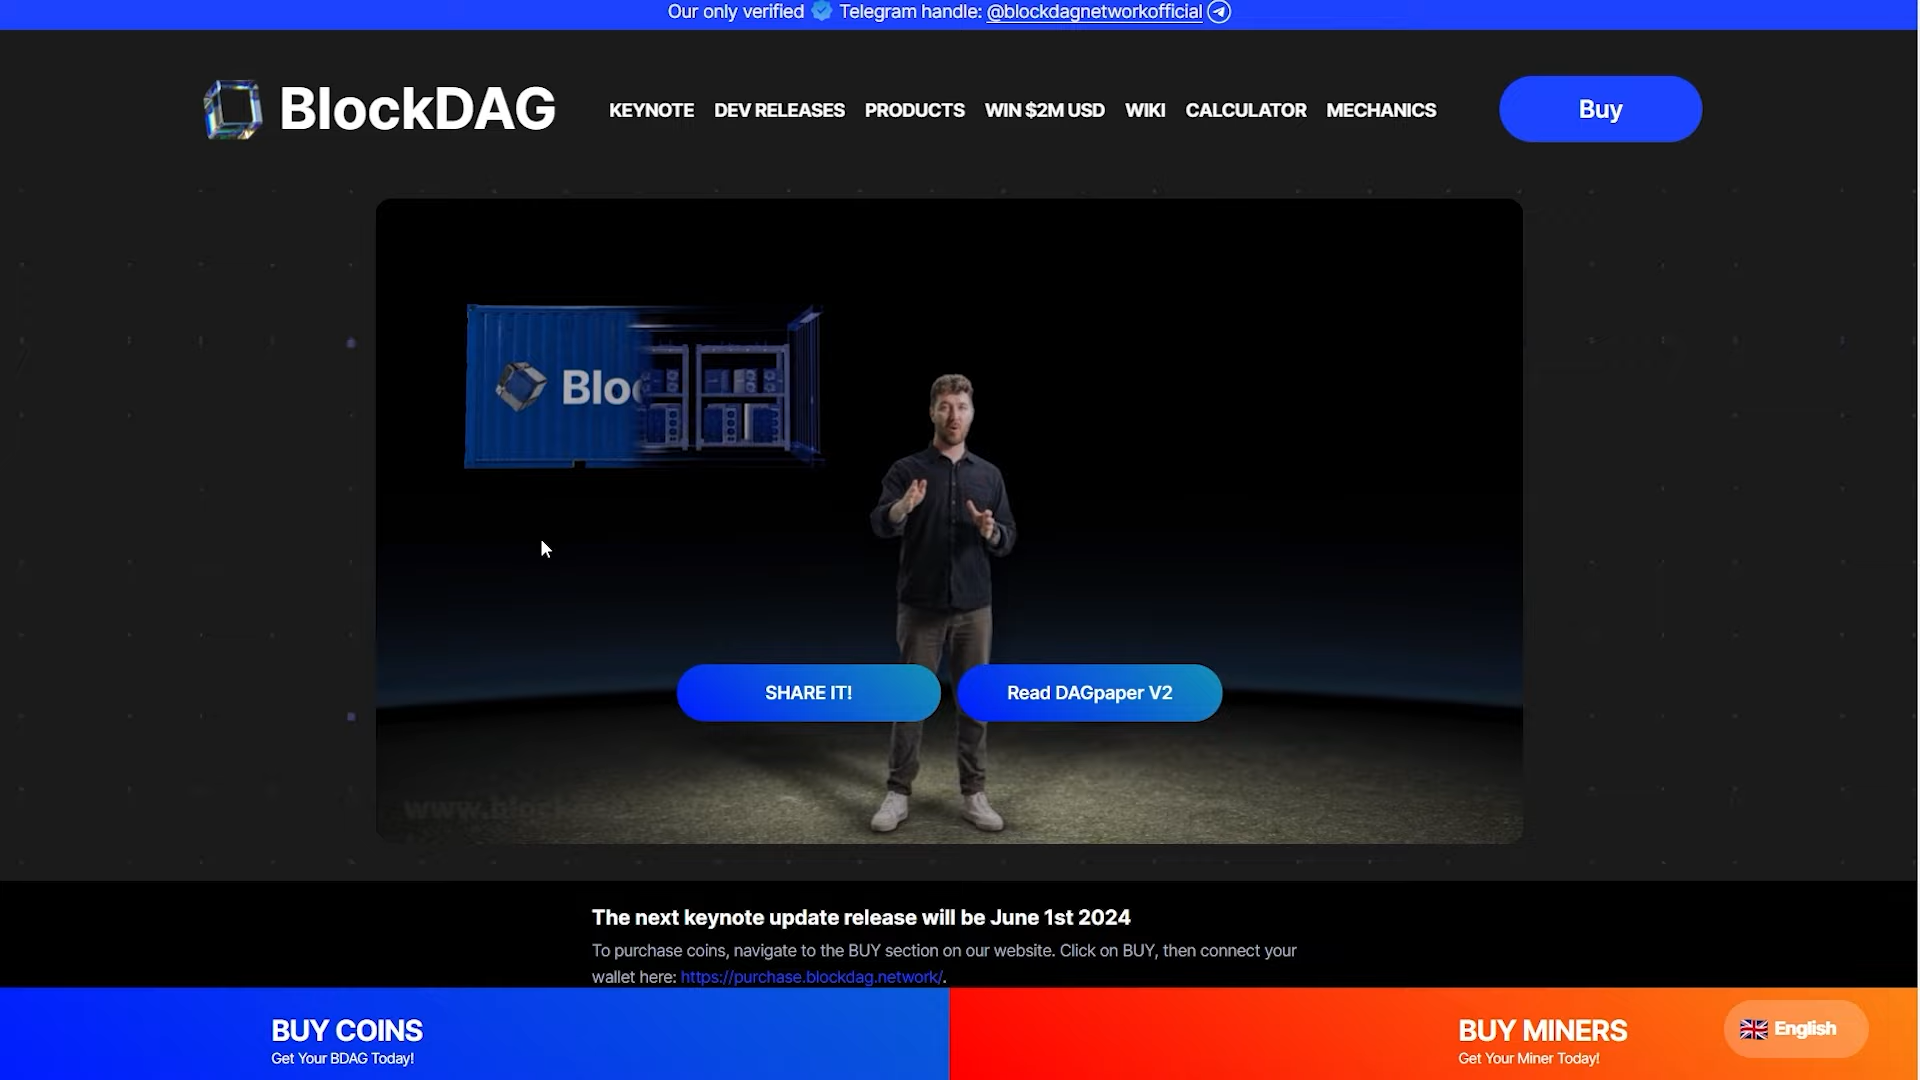 Our only verified Telegram handle: @blockdagnetworkofficial
BlockDAG
KEYNOTE DEV RELEASES PRODUCTS WIN $2M USD WIKI CALCULATOR MECHANICS
Buy
Bloc
SHARE IT!
Read DAGpaper V2
The next keynote update release will be June 1st 2024
To purchase coins, navigate to the BUY section on our website. Click on BUY, then connect your
wallet here: https://purchase.blockdag.network/.
BUY COINS
Get Your BDAG Today!
BUY MINERS
Get Your Miner Today!
English